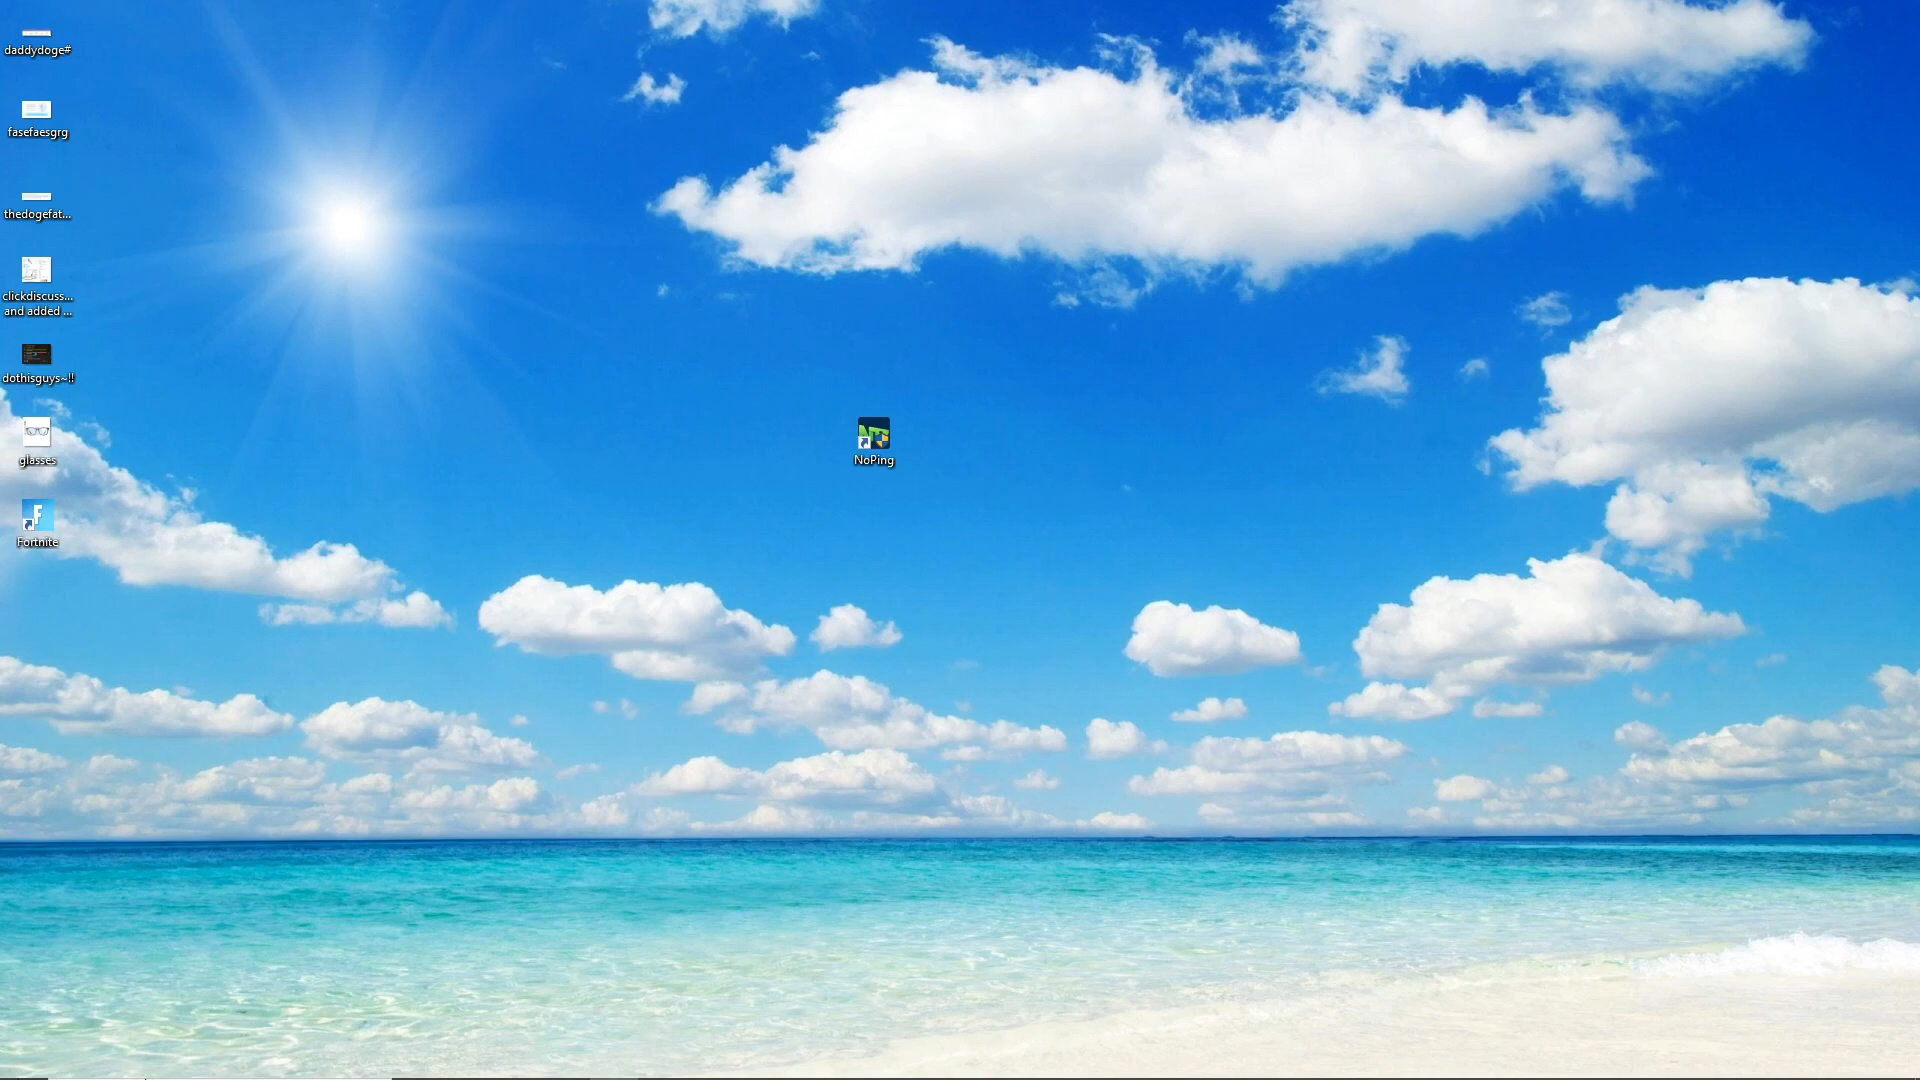 daddydoge#
fasefaesgrg
thedogefat...
clickdiscuss...
and added ...
dothisguys~!!
glasses
Fortnite
NoPing